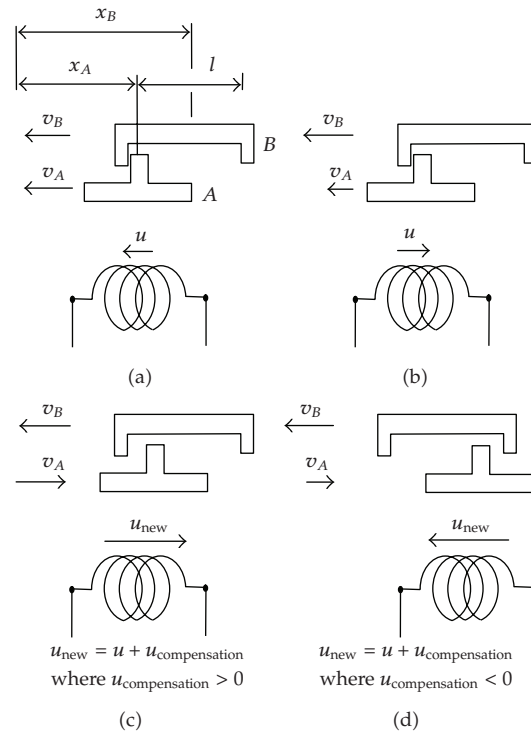 x_B
x_A
l
v_B
B
v_A
A
u
(a)
v_B
v_A
u
(b)
v_B
v_A
u_new
u_new = u + u_compensation
where u_compensation > 0
(c)
v_B
v_A
u_new
u_new = u + u_compensation
where u_compensation < 0
(d)